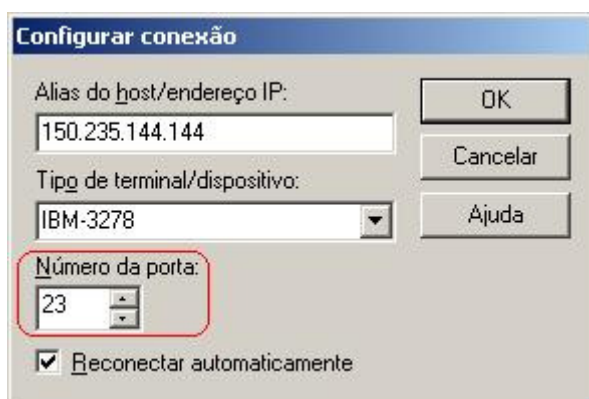 Configurar conexão
Alias do host/endereço IP:
150.235.144.144
Tipo de terminal/dispositivo:
IBM-3278
Número da porta:
23
Reconectar automaticamente
OK
Cancelar
Ajuda